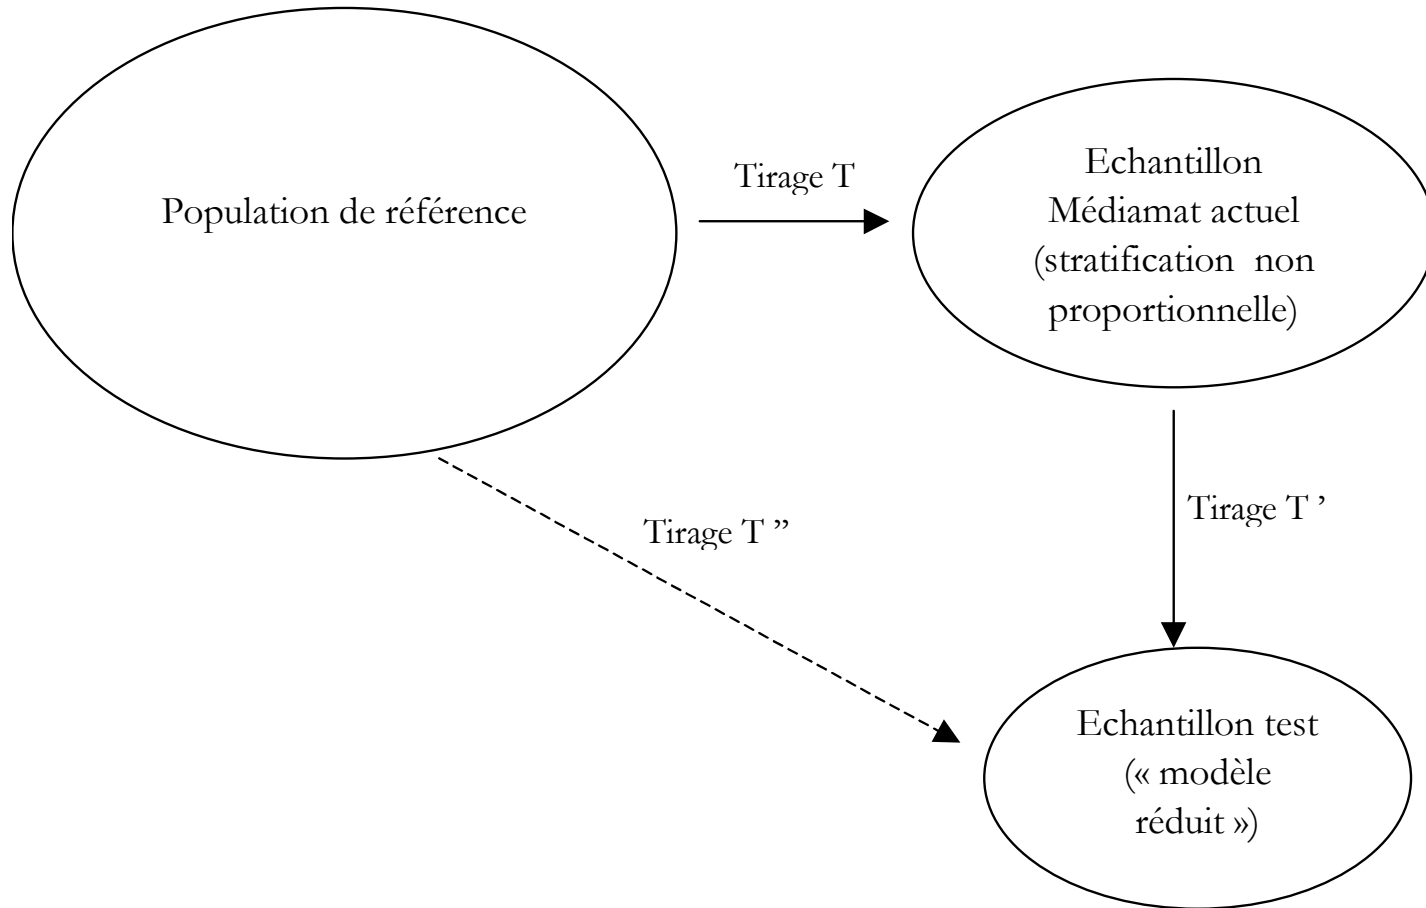 Population de référence
Tirage T
Echantillon
Médiamat actuel
(stratification non
proportionnelle)
Tirage T ’
Tirage T ’’
Echantillon test
(« modèle
réduit »)